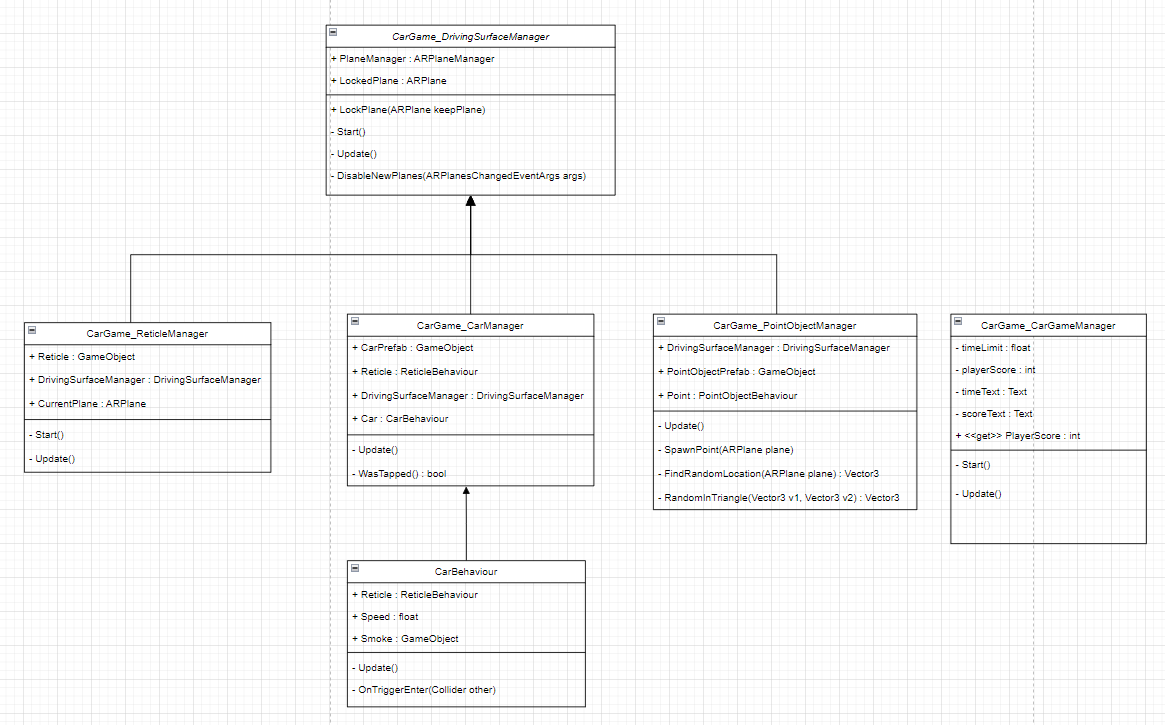 CarGame_DrivingSurfaceManager
+ PlaneManager : ARPlaneManager
+ LockedPlane : ARPlane
+ LockPlane(ARPlane keepPlane)
- Start()
- Update()
- DisableNewPlanes(ARPlanesChangedEventArgs args)
CarGame_ReticleManager
+ Reticle : GameObject
+ DrivingSurfaceManager : DrivingSurfaceManager
+ CurrentPlane : ARPlane
- Start()
- Update()
CarGame_CarManager
+ CarPrefab : GameObject
+ Reticle : ReticleBehaviour
+ DrivingSurfaceManager : DrivingSurfaceManager
+ Car : CarBehaviour
- Update()
- WasTapped() : bool
CarGame_PointObjectManager
+ DrivingSurfaceManager : DrivingSurfaceManager
+ PointObjectPrefab : GameObject
+ Point : PointObjectBehaviour
- Update()
- SpawnPoint(ARPlane plane)
- FindRandomLocation(ARPlane plane) : Vector3
- RandomInTriangle(Vector3 v1, Vector3 v2) : Vector3
CarGame_CarGameManager
- timeLimit : float
- playerScore : int
- timeText : Text
- scoreText : Text
+ <<get>> PlayerScore : int
- Start()
- Update()
CarBehaviour
+ Reticle : ReticleBehaviour
+ Speed : float
+ Smoke : GameObject
- Update()
- OnTriggerEnter(Collider other)